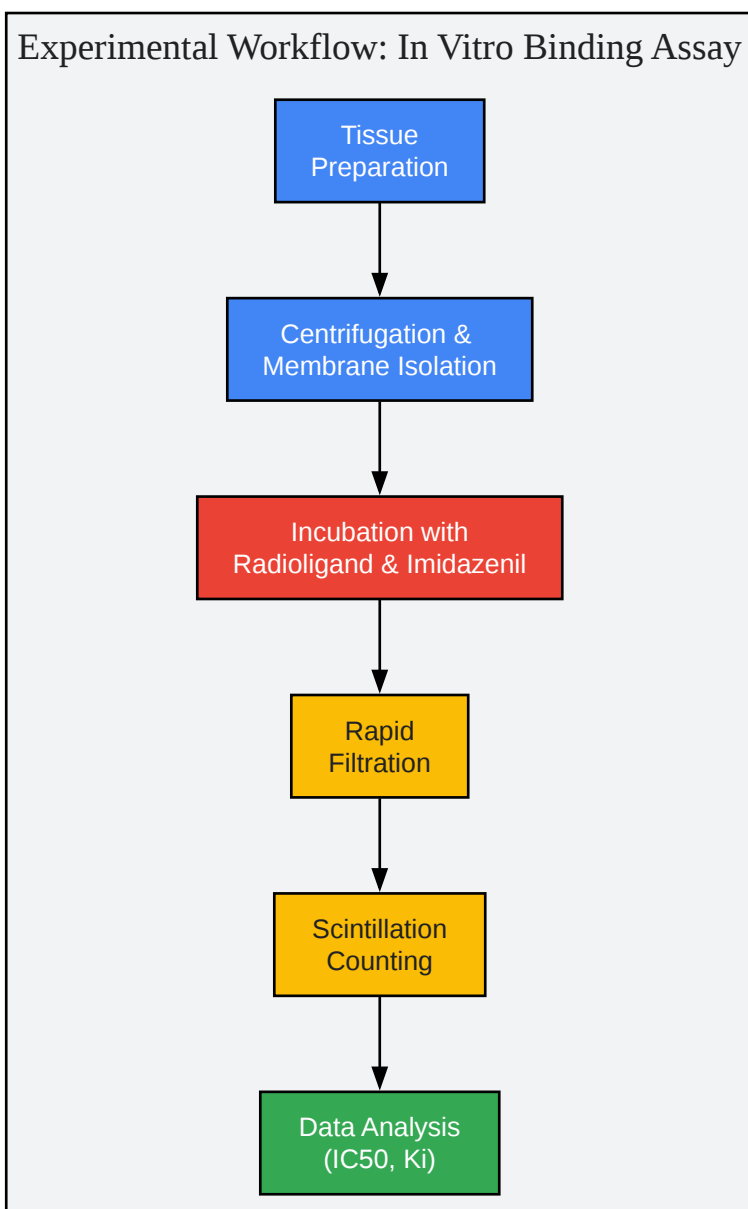 Experimental Workflow: In Vitro Binding Assay
Tissue
Preparation
Centrifugation &
Membrane Isolation
Incubation with
Radioligand & Imidazenil
Rapid
Filtration
Scintillation
Counting
Data Analysis
(IC50, Ki)